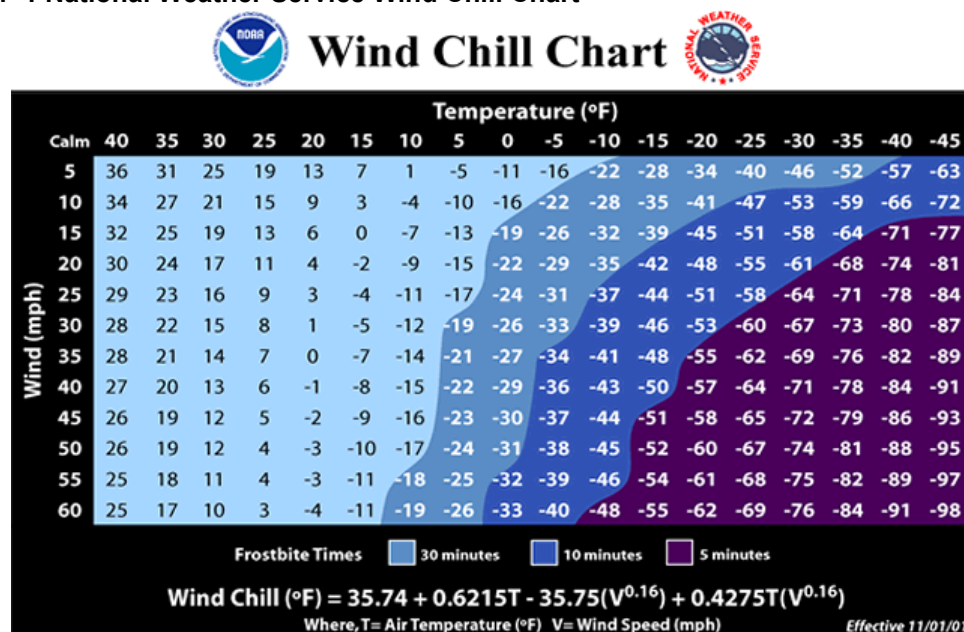 National Weather Service Wind Chill Chart
NOAA
Wind Chill Chart
NATIONAL WEATHER SERVICE
Temperature (ºF)
Calm 40 35 30 25 20 15 10 5 0 -5 -10 -15 -20 -25 -30 -35 -40 -45
5 36 31 25 19 13 7 1 -5 -11 -16 -22 -28 -34 -40 -46 -52 -57 -63
10 34 27 21 15 9 3 -4 -10 -16 -22 -28 -35 -41 -47 -53 -59 -66 -72
15 32 25 19 13 6 0 -7 -13 -19 -26 -32 -39 -45 -51 -58 -64 -71 -77
20 30 24 17 11 4 -2 -9 -15 -22 -29 -35 -42 -48 -55 -61 -68 -74 -81
25 29 23 16 9 3 -4 -11 -17 -24 -31 -37 -44 -51 -58 -64 -71 -78 -84
Wind (mph)
30 28 22 15 8 1 -5 -12 -19 -26 -33 -39 -46 -53 -60 -67 -73 -80 -87
35 28 21 14 7 0 -7 -14 -21 -27 -34 -41 -48 -55 -62 -69 -76 -82 -89
40 27 20 13 6 -1 -8 -15 -22 -29 -36 -43 -50 -57 -64 -71 -78 -84 -91
45 26 19 12 5 -2 -9 -16 -23 -30 -37 -44 -51 -58 -65 -72 -79 -86 -93
50 26 19 12 4 -3 -10 -17 -24 -31 -38 -45 -52 -60 -67 -74 -81 -88 -95
55 25 18 11 4 -3 -11 -18 -25 -32 -39 -46 -54 -61 -68 -75 -82 -89 -97
60 25 17 10 3 -4 -11 -19 -26 -33 -40 -48 -55 -62 -69 -76 -84 -91 -98
Frostbite Times 30 minutes 10 minutes 5 minutes
Wind Chill (ºF) = 35.74 + 0.6215T - 35.75(V^0.16) + 0.4275T(V^0.16)
Where, T= Air Temperature (ºF) V= Wind Speed (mph)
Effective 11/01/01